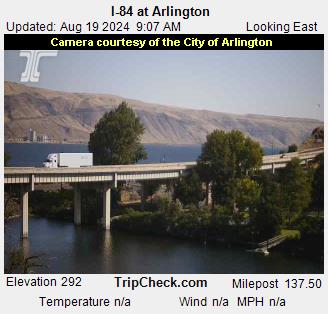 I-84 at Arlington
Updated: Aug 19 2024 9:07 AM Looking East
Camera courtesy of the City of Arlington
Elevation 292 TripCheck.com Milepost 137.50
Temperature n/a Wind n/a MPH n/a